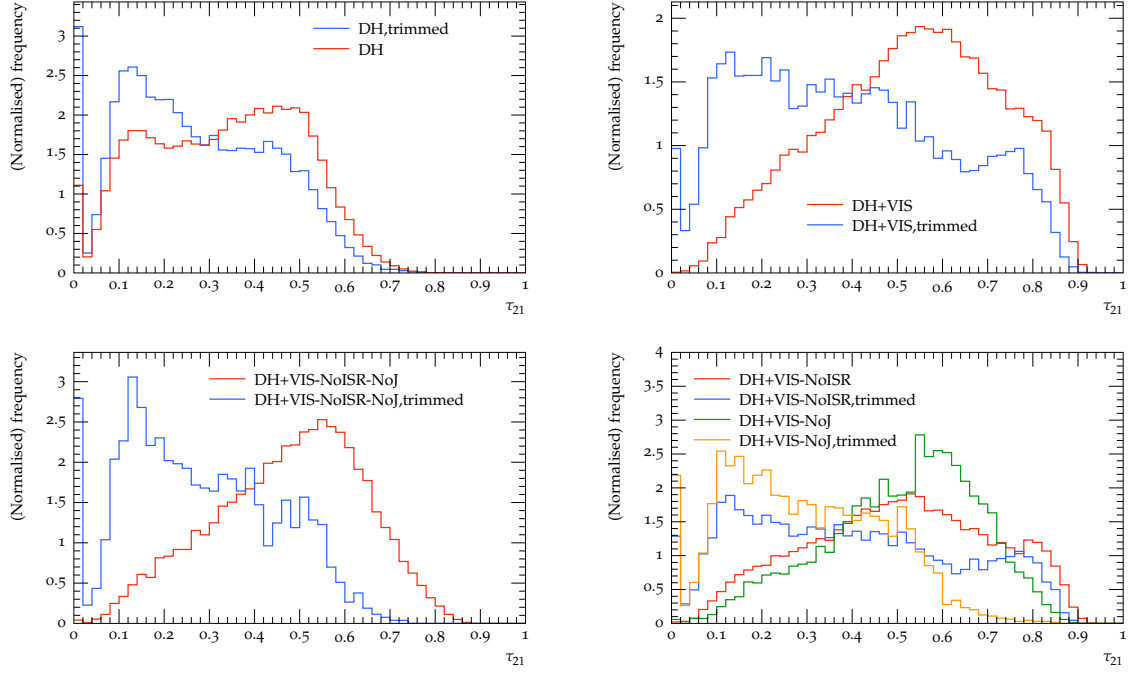 (Normalised) frequency
3
2.5
2
1.5
1
0.5
0
DH,trimmed
DH
0 0.1 0.2 0.3 0.4 0.5 0.6 0.7 0.8 0.9 1
τ21
(Normalised) frequency
2
1.5
1
0.5
0
DH+VIS
DH+VIS,trimmed
0 0.1 0.2 0.3 0.4 0.5 0.6 0.7 0.8 0.9 1
τ21
(Normalised) frequency
3
2.5
2
1.5
1
0.5
0
DH+VIS-NoISR-NoJ
DH+VIS-NoISR-NoJ,trimmed
0 0.1 0.2 0.3 0.4 0.5 0.6 0.7 0.8 0.9 1
τ21
(Normalised) frequency
4
3.5
3
2.5
2
1.5
1
0.5
0
DH+VIS-NoISR
DH+VIS-NoISR,trimmed
DH+VIS-NoJ
DH+VIS-NoJ,trimmed
0 0.1 0.2 0.3 0.4 0.5 0.6 0.7 0.8 0.9 1
τ21